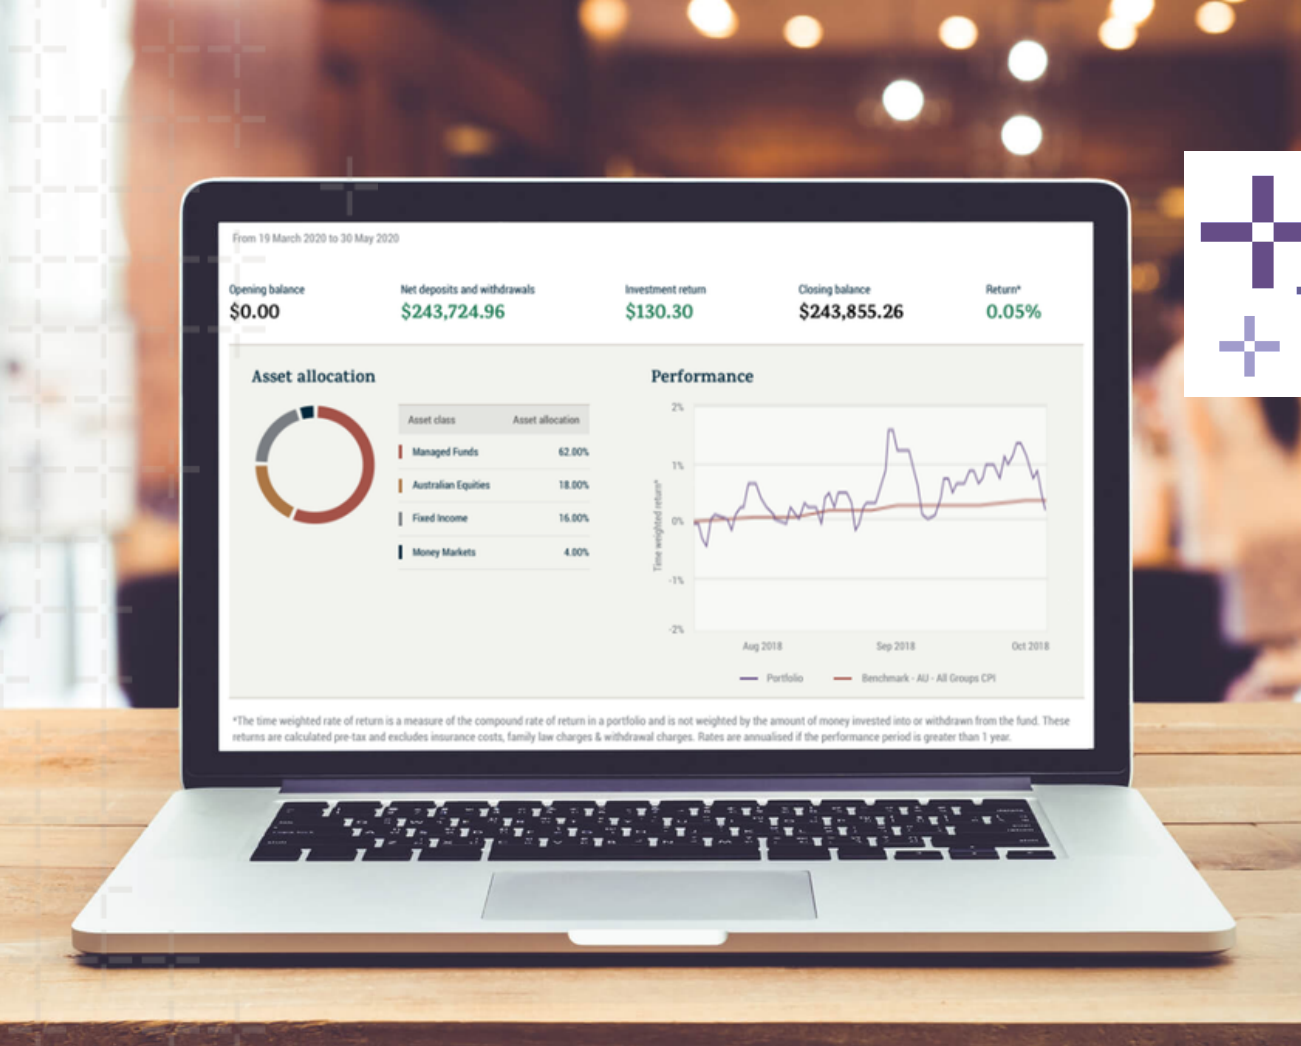 From 19 March 2020 to 30 May 2020
Opening balance
$0.00
Net deposits and withdrawals
$243,724.96
Investment return
$130.30
Closing balance
$243,855.26
Return*
0.05%
Asset allocation
Asset class Asset allocation
Managed Funds 62.00%
Australian Equities 18.00%
Fixed Income 16.00%
Money Markets 4.00%
Performance
Time weighted return*
2%
1%
0%
-1%
-2%
Aug 2018 Sep 2018 Oct 2018
Portfolio Benchmark - AU - All Groups CPI
*The time weighted rate of return is a measure of the compound rate of return in a portfolio and is not weighted by the amount of money invested into or withdrawn from the fund. These
returns are calculated pre-tax and excludes insurance costs, family law charges & withdrawal charges. Rates are annualised if the performance period is greater than 1 year.